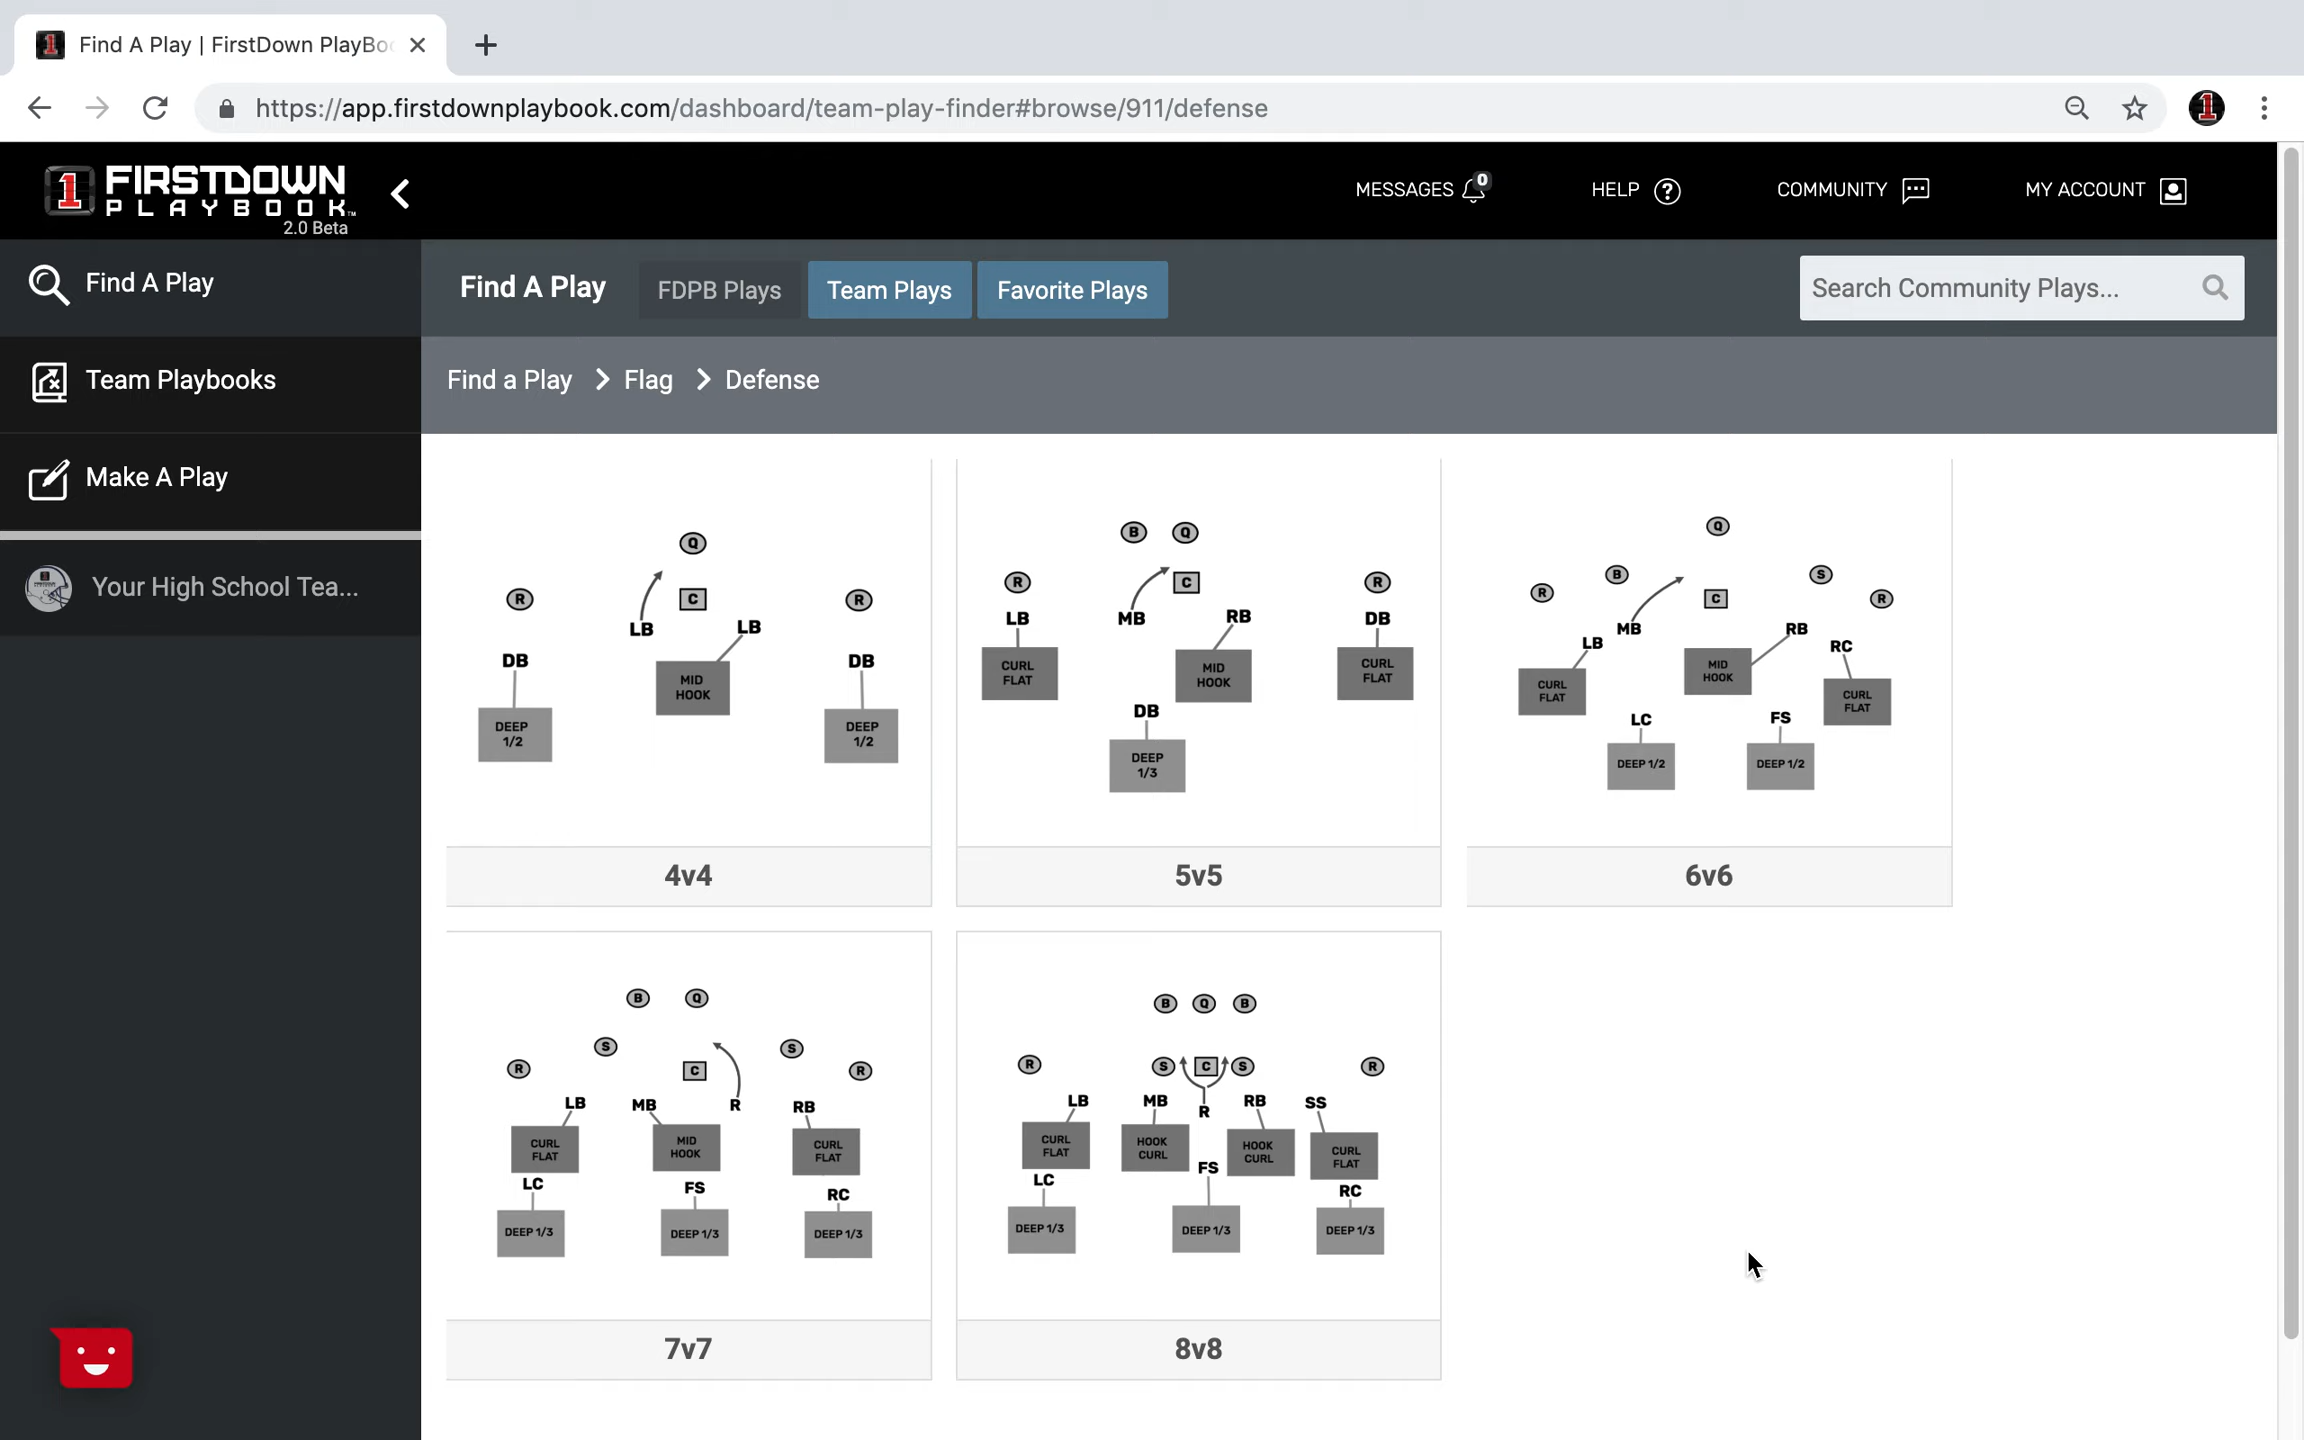 Find A Play | FirstDown PlayBo
https://app.firstdownplaybook.com/dashboard/team-play-finder#browse/911/defense
1 FIRSTDOWN
PLAYBOOK™
2.0 Beta
MESSAGES 0
HELP ?
COMMUNITY
MY ACCOUNT
Find A Play
Team Playbooks
Make A Play
Your High School Tea...
Find A Play
FDPB Plays
Team Plays
Favorite Plays
Search Community Plays...
Find a Play > Flag > Defense
Q
R C R
LB LB
DB DB
MID
HOOK
DEEP
1/2
DEEP
1/2
4v4
B Q
R C R
LB MB RB DB
CURL
FLAT
MID
HOOK
CURL
FLAT
DB
DEEP
1/3
5v5
Q
B S
R C R
LB MB RB RC
CURL
FLAT
MID
HOOK
CURL
FLAT
LC FS
DEEP 1/2 DEEP 1/2
6v6
B Q
S S
R C R
LB MB R RB
CURL
FLAT
MID
HOOK
CURL
FLAT
LC FS RC
DEEP 1/3 DEEP 1/3 DEEP 1/3
7v7
B Q B
R S C S R
LB MB R RB SS
CURL
FLAT
HOOK
CURL
HOOK
CURL
CURL
FLAT
LC FS RC
DEEP 1/3 DEEP 1/3 DEEP 1/3
8v8